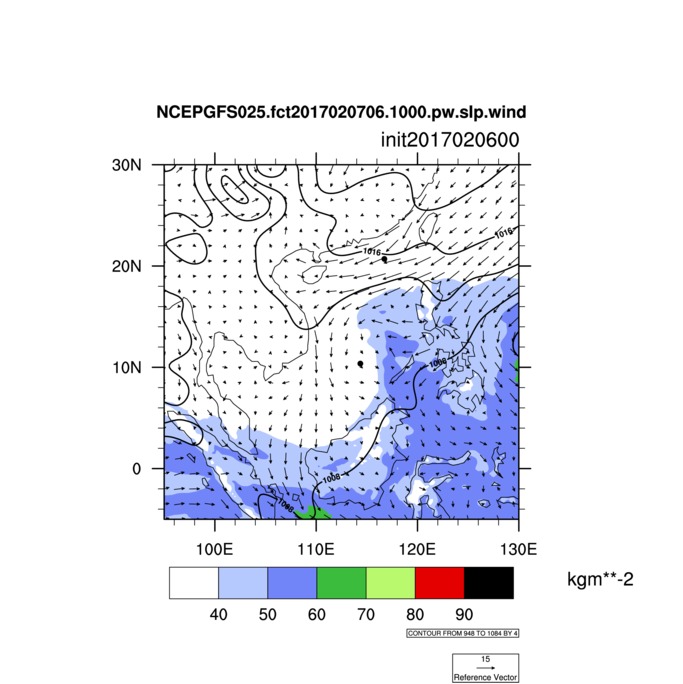 NCEPGFS025.fct2017020706.1000.pw.slp.wind
init2017020600
30N
1016
1016
20N
10N
1008
0
1008
1008
100E 110E 120E 130E
kgm**-2
40 50 60 70 80 90
CONTOUR FROM 948 TO 1084 BY 4
15
Reference Vector